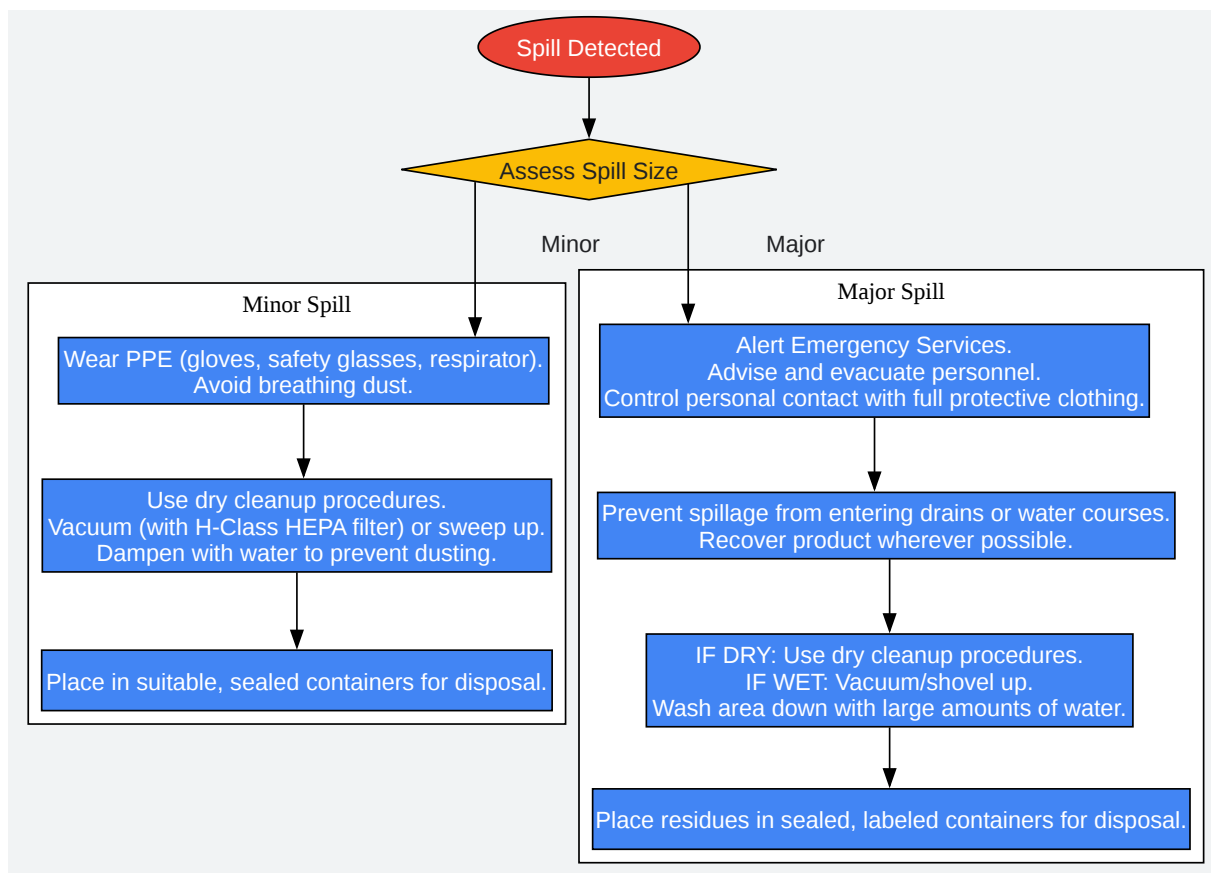 Spill Detected
Assess Spill Size
Minor
Major
Minor Spill
Wear PPE (gloves, safety glasses, respirator).
Avoid breathing dust.
Use dry cleanup procedures.
Vacuum (with H-Class HEPA filter) or sweep up.
Dampen with water to prevent dusting.
Place in suitable, sealed containers for disposal.
Major Spill
Alert Emergency Services.
Advise and evacuate personnel.
Control personal contact with full protective clothing.
Prevent spillage from entering drains or water courses.
Recover product wherever possible.
IF DRY: Use dry cleanup procedures.
IF WET: Vacuum/shovel up.
Wash area down with large amounts of water.
Place residues in sealed, labeled containers for disposal.